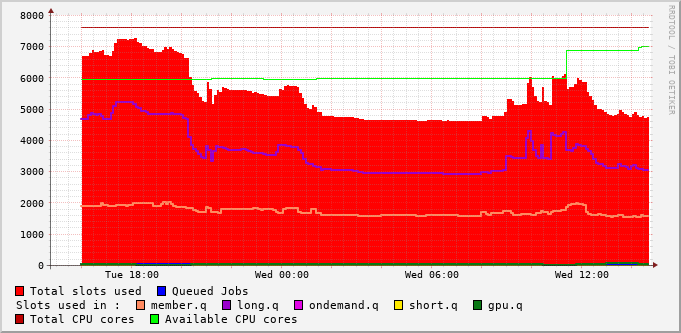 8000
7000
6000
5000
4000
3000
2000
1000
0
Tue 18:00 Wed 00:00 Wed 06:00 Wed 12:00
RRDTOOL / TOBI OETIKER
Total slots used Queued Jobs
Slots used in : member.q long.q ondemand.q short.q gpu.q
Total CPU cores Available CPU cores